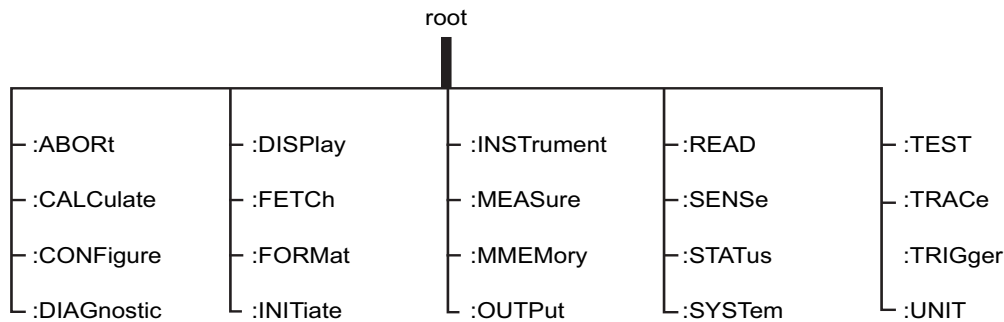 root
:ABORt
:CALCulate
:CONFigure
:DIAGnostic
:DISPlay
:FETCh
:FORMat
:INITiate
:INSTrument
:MEASure
:MMEMory
:OUTPut
:READ
:SENSe
:STATus
:SYSTem
:TEST
:TRACe
:TRIGger
:UNIT